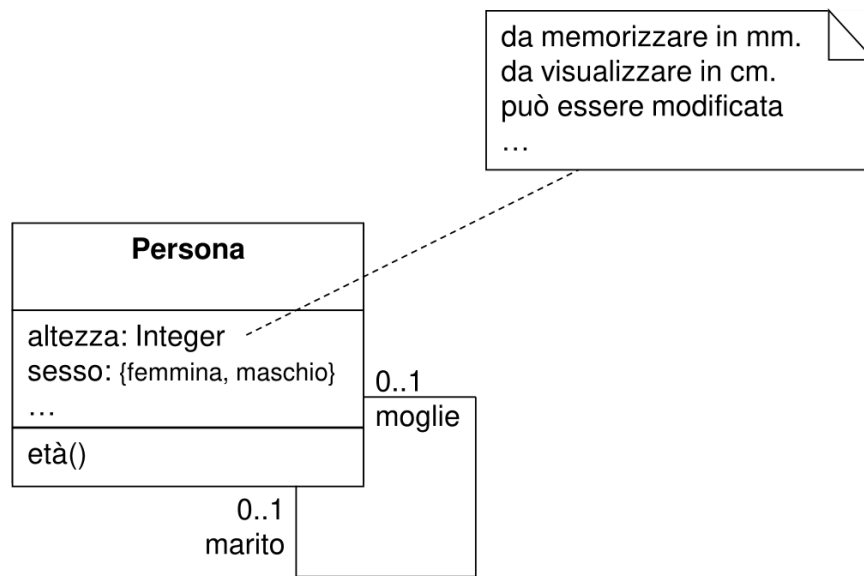 da memorizzare in mm.
da visualizzare in cm.
può essere modificata
…
Persona
altezza: Integer
sesso: {femmina, maschio}
…
età()
0..1
moglie
0..1
marito